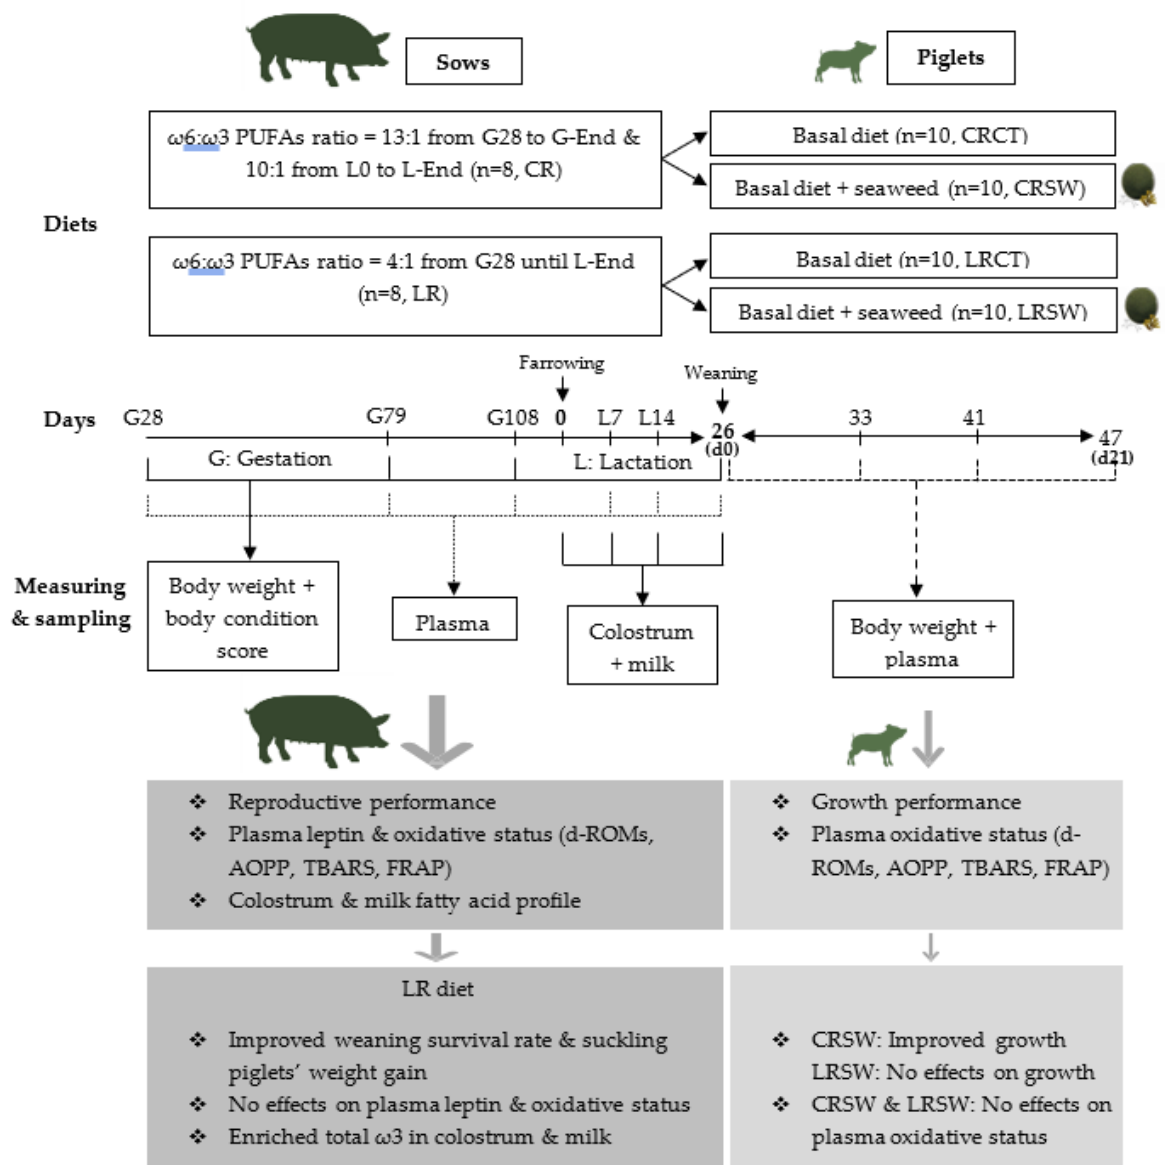 Sows
Piglets
Diets
ω6:ω3 PUFAs ratio = 13:1 from G28 to G-End &
10:1 from L0 to L-End (n=8, CR)
Basal diet (n=10, CRCT)
Basal diet + seaweed (n=10, CRSW)
ω6:ω3 PUFAs ratio = 4:1 from G28 until L-End
(n=8, LR)
Basal diet (n=10, LRCT)
Basal diet + seaweed (n=10, LRSW)
Farrowing
Weaning
Days G28 G79 G108 0 L7 L14 26 33 41 47
(d0) (d21)
G: Gestation L: Lactation
Measuring
& sampling
Body weight +
body condition
score
Plasma
Colostrum
+ milk
Body weight +
plasma
❖ Reproductive performance
❖ Plasma leptin & oxidative status (d-ROMs,
AOPP, TBARS, FRAP)
❖ Colostrum & milk fatty acid profile
❖ Growth performance
❖ Plasma oxidative status (d-
ROMs, AOPP, TBARS, FRAP)
LR diet
❖ Improved weaning survival rate & suckling
piglets’ weight gain
❖ No effects on plasma leptin & oxidative status
❖ Enriched total ω3 in colostrum & milk
❖ CRSW: Improved growth
LRSW: No effects on growth
❖ CRSW & LRSW: No effects on
plasma oxidative status